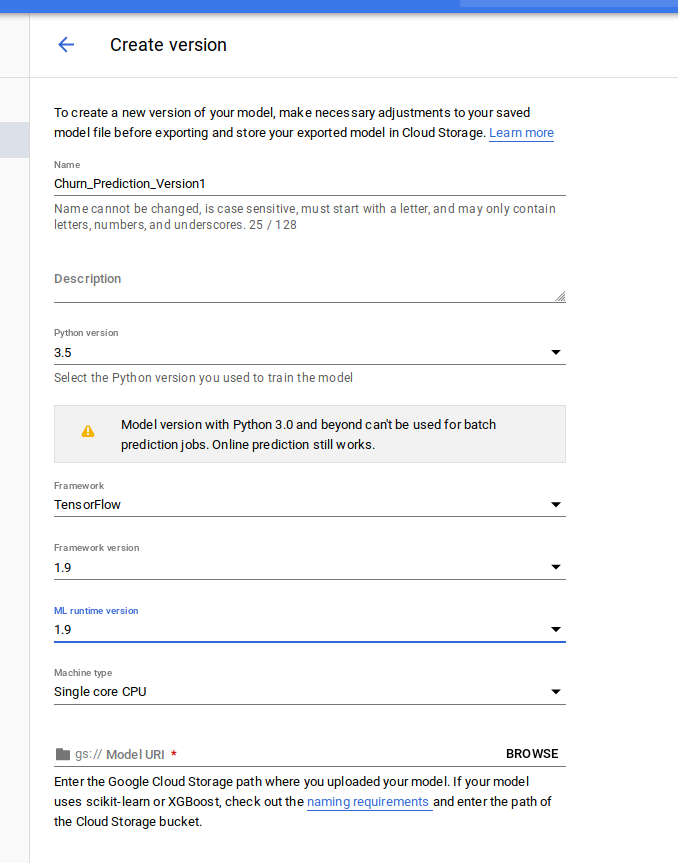 Create version
To create a new version of your model, make necessary adjustments to your saved
model file before exporting and store your exported model in Cloud Storage. Learn more
Name
Churn_Prediction_Version1
Name cannot be changed, is case sensitive, must start with a letter, and may only contain
letters, numbers, and underscores. 25 / 128
Description
Python version
3.5
Select the Python version you used to train the model
Model version with Python 3.0 and beyond can't be used for batch
prediction jobs. Online prediction still works.
Framework
TensorFlow
Framework version
1.9
ML runtime version
1.9
Machine type
Single core CPU
gs:// Model URI * BROWSE
Enter the Google Cloud Storage path where you uploaded your model. If your model
uses scikit-learn or XGBoost, check out the naming requirements and enter the path of
the Cloud Storage bucket.